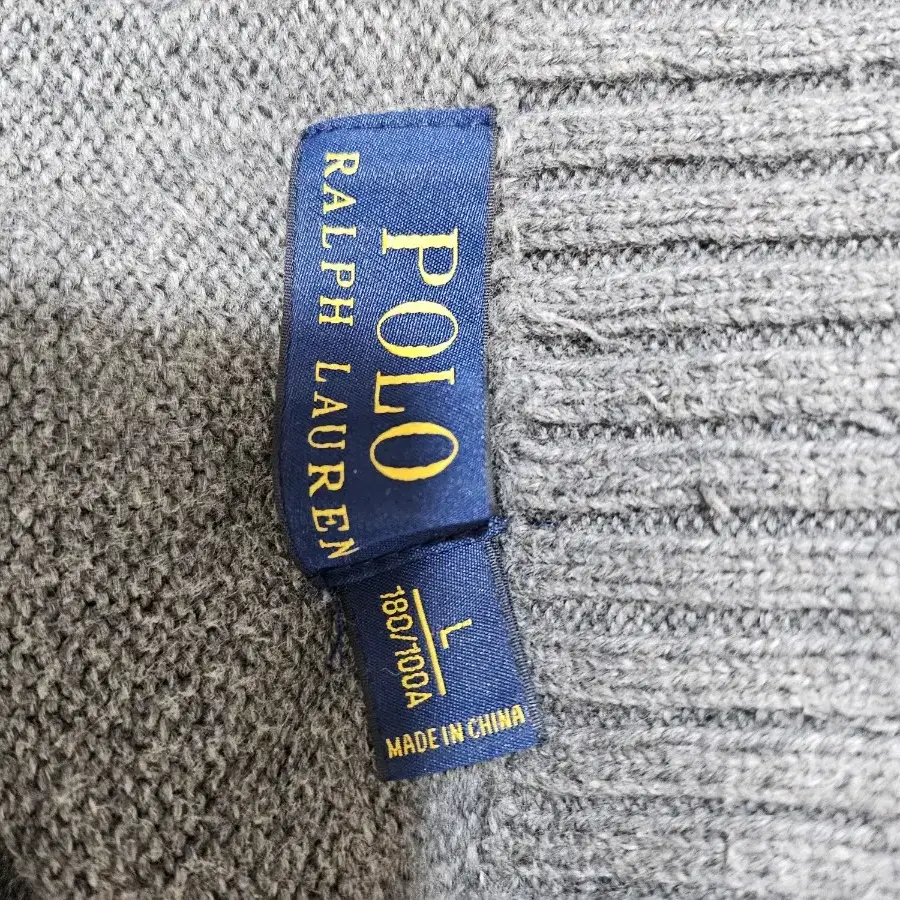 POLO
RALPH LAUREN
L
180/100A
MADE IN CHINA